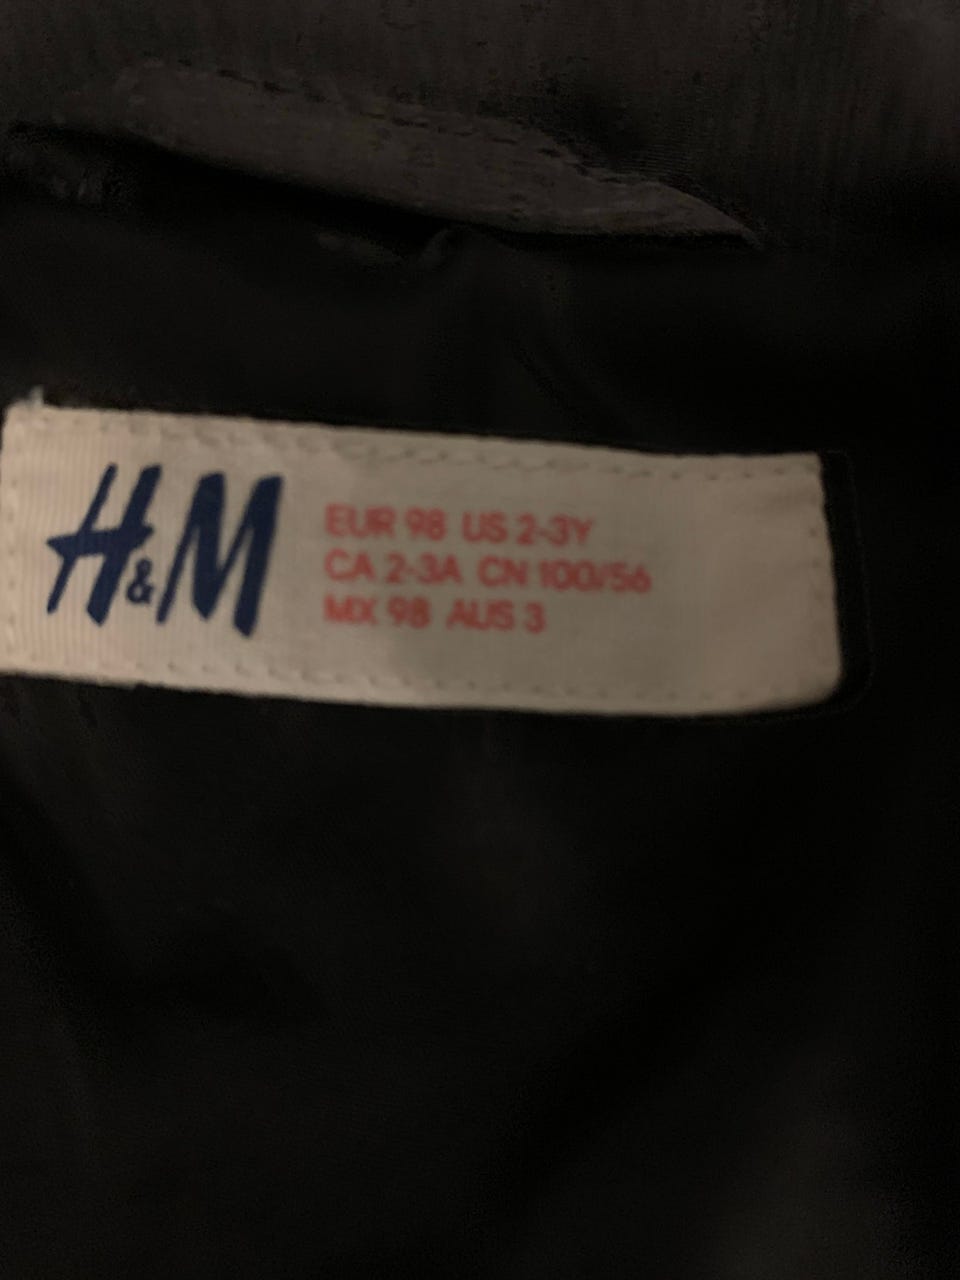 H&M
EUR 98 US 2-3Y
CA 2-3A CN 100/56
MX 98 AUS 3